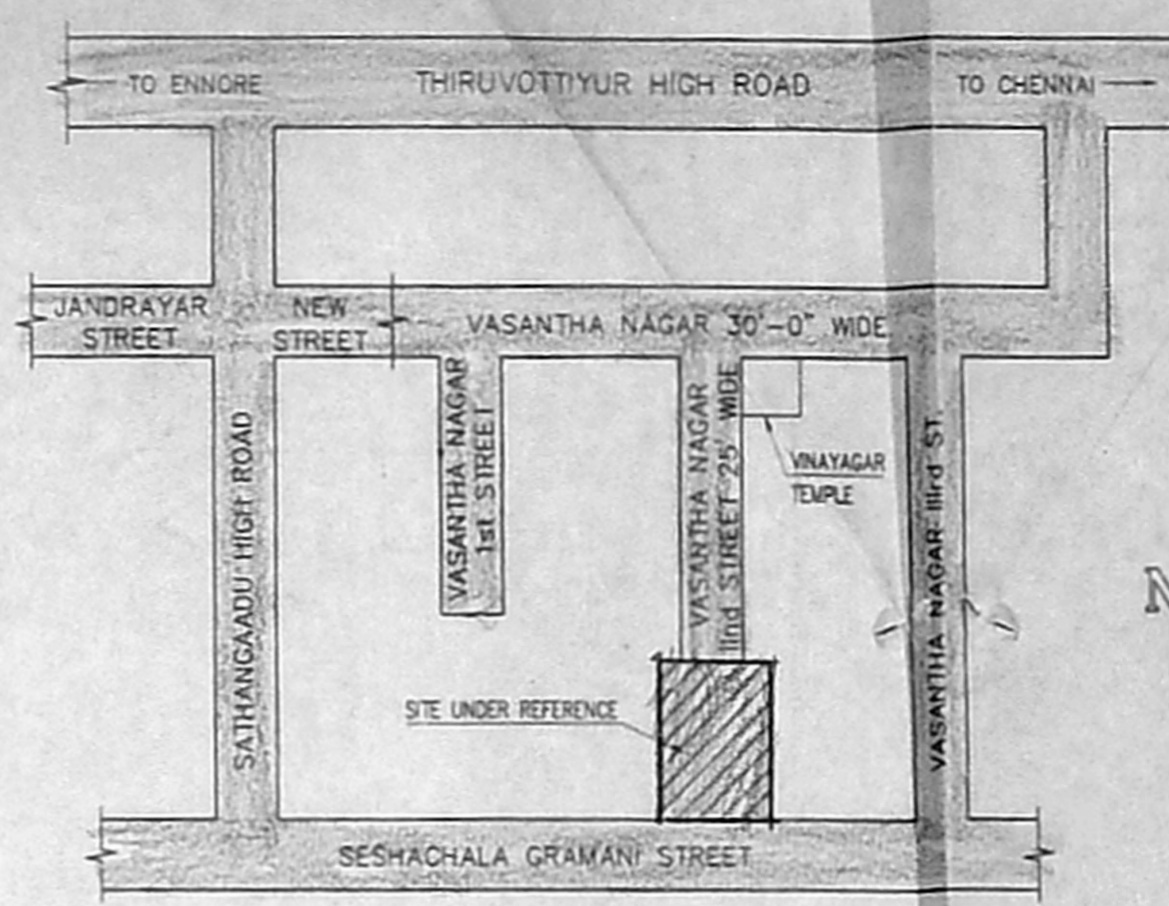 TO ENNORE THIRUVOTTIYUR HIGH ROAD TO CHENNAI
JANDRAYAR
STREET
NEW
STREET
VASANTHA NAGAR 30'-0" WIDE
VASANTHA NAGAR
1st STREET
VASANTHA NAGAR
IInd STREET 25' WIDE
VINAYAGAR
TEMPLE
SATHANGAADU HIGH ROAD
VASANTHA NAGAR IIIrd ST.
N
SITE UNDER REFERENCE
SESHACHALA GRAMANI STREET